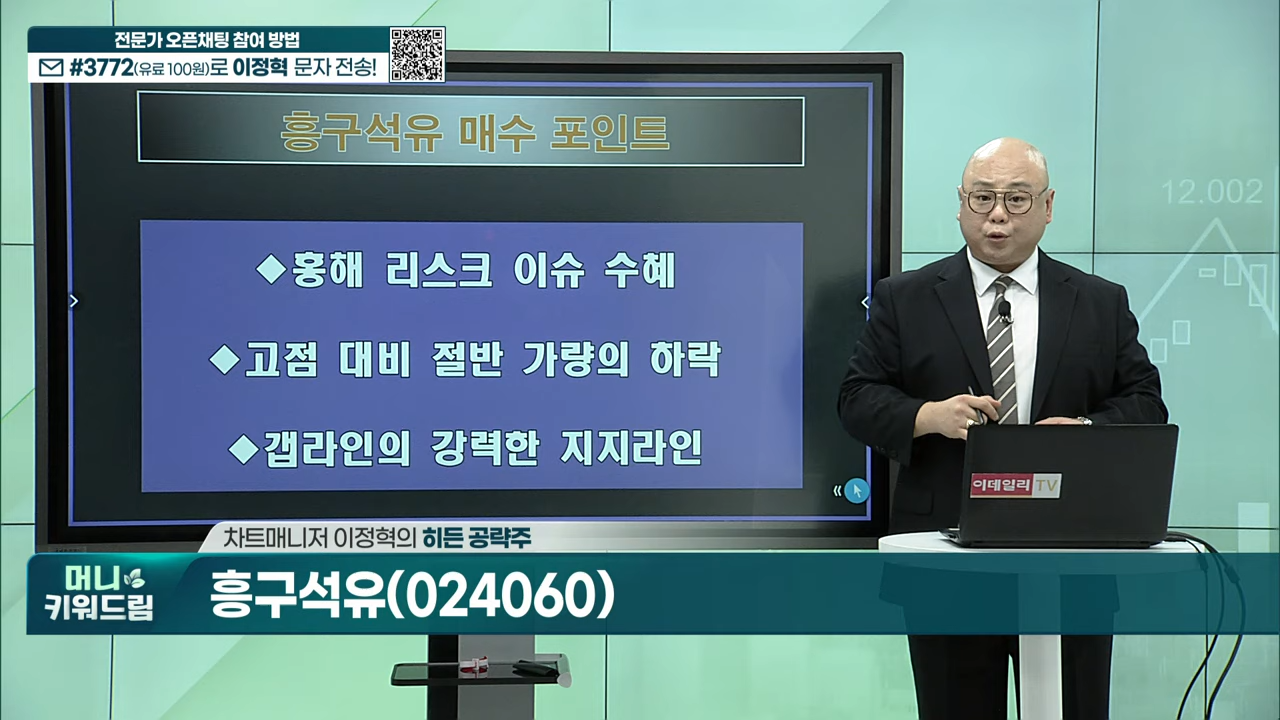 전문가 오픈채팅 참여 방법
#3772(유료 100원)로 이정혁 문자 전송!
흥구석유 매수 포인트
12.002
◆홍해 리스크 이슈 수혜
◆고점 대비 절반 가량의 하락
◆갭라인의 강력한 지지라인
이데일리TV
차트매니저 이정혁의 히든 공략주
머니
키워드림
흥구석유(024060)